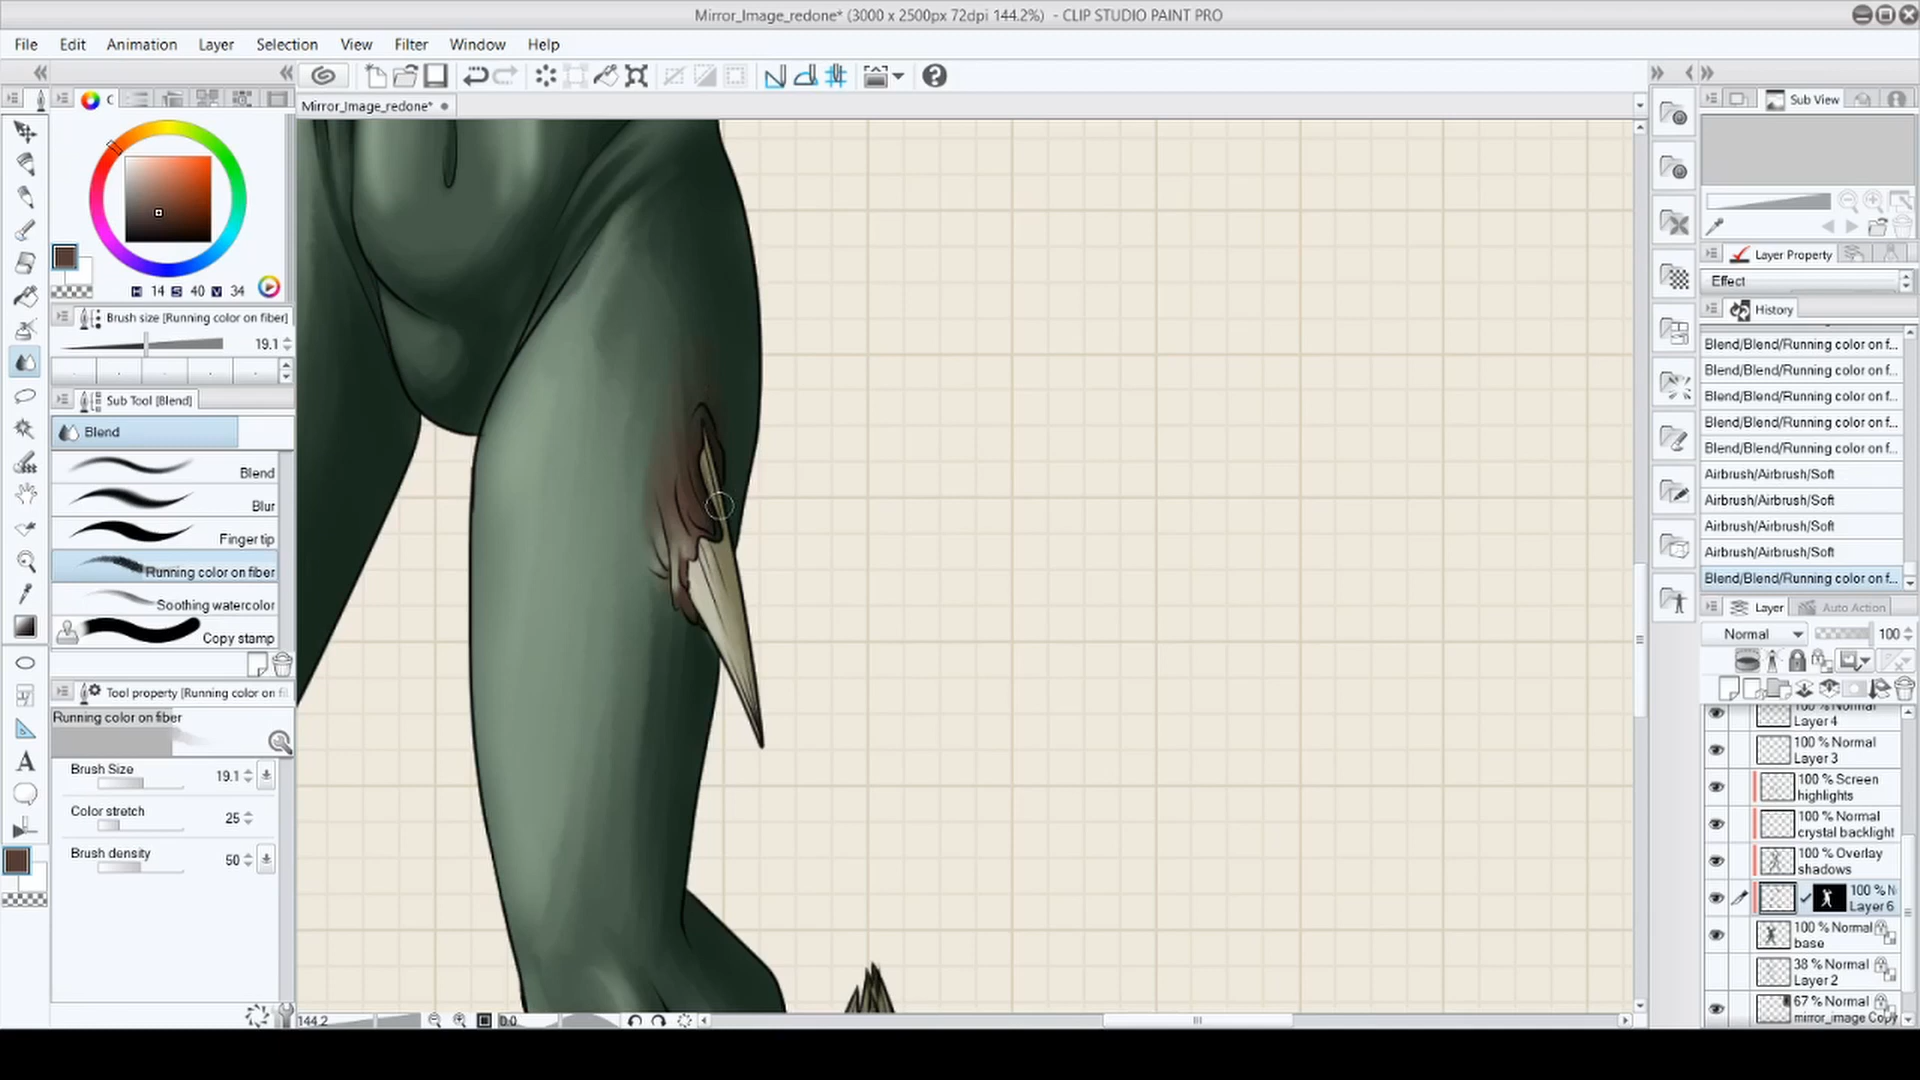 Mirror_Image_redone* (3000 x 2500px 72dpi 144.2%) - CLIP STUDIO PAINT PRO
File Edit Animation Layer Selection View Filter Window Help
Mirror_Image_redone*
C
Sub View
H 14 S 40 V 34
Brush size [Running color on fiber]
19.1
Sub Tool [Blend]
Blend
Blend
Blur
Finger tip
Running color on fiber
Soothing watercolor
Copy stamp
Tool property [Running color on fi
Running color on fiber
Brush Size 19.1
Color stretch 25
Brush density 50
144.2
0.0
Layer Property
Effect
History
Blend/Blend/Running color on f...
Blend/Blend/Running color on f...
Blend/Blend/Running color on f...
Blend/Blend/Running color on f...
Blend/Blend/Running color on f...
Airbrush/Airbrush/Soft
Airbrush/Airbrush/Soft
Airbrush/Airbrush/Soft
Airbrush/Airbrush/Soft
Blend/Blend/Running color on f...
Layer Auto Action
Normal 100
100 % Normal
Layer 4
100 % Normal
Layer 3
100 % Screen
highlights
100 % Normal
crystal backlight
100 % Overlay
shadows
100 % N
Layer 6
100 % Normal
base
38 % Normal
Layer 2
67 % Normal
mirror_image Copy